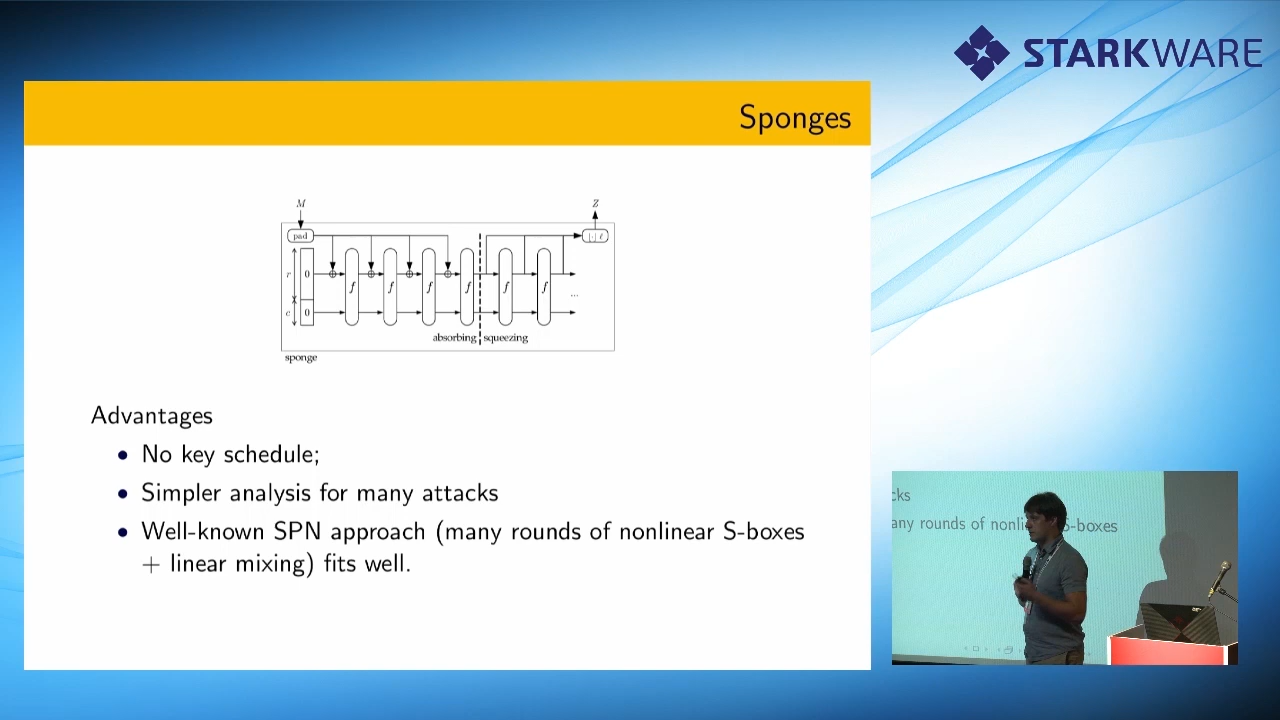 STARKWARE
Sponges
M
Z
pad
r
0
c
0
f
f
f
f
f
f
...
absorbing
squeezing
sponge
Advantages
• No key schedule;
• Simpler analysis for many attacks
• Well-known SPN approach (many rounds of nonlinear S-boxes
+ linear mixing) fits well.
cks
any rounds of nonli
S-boxes